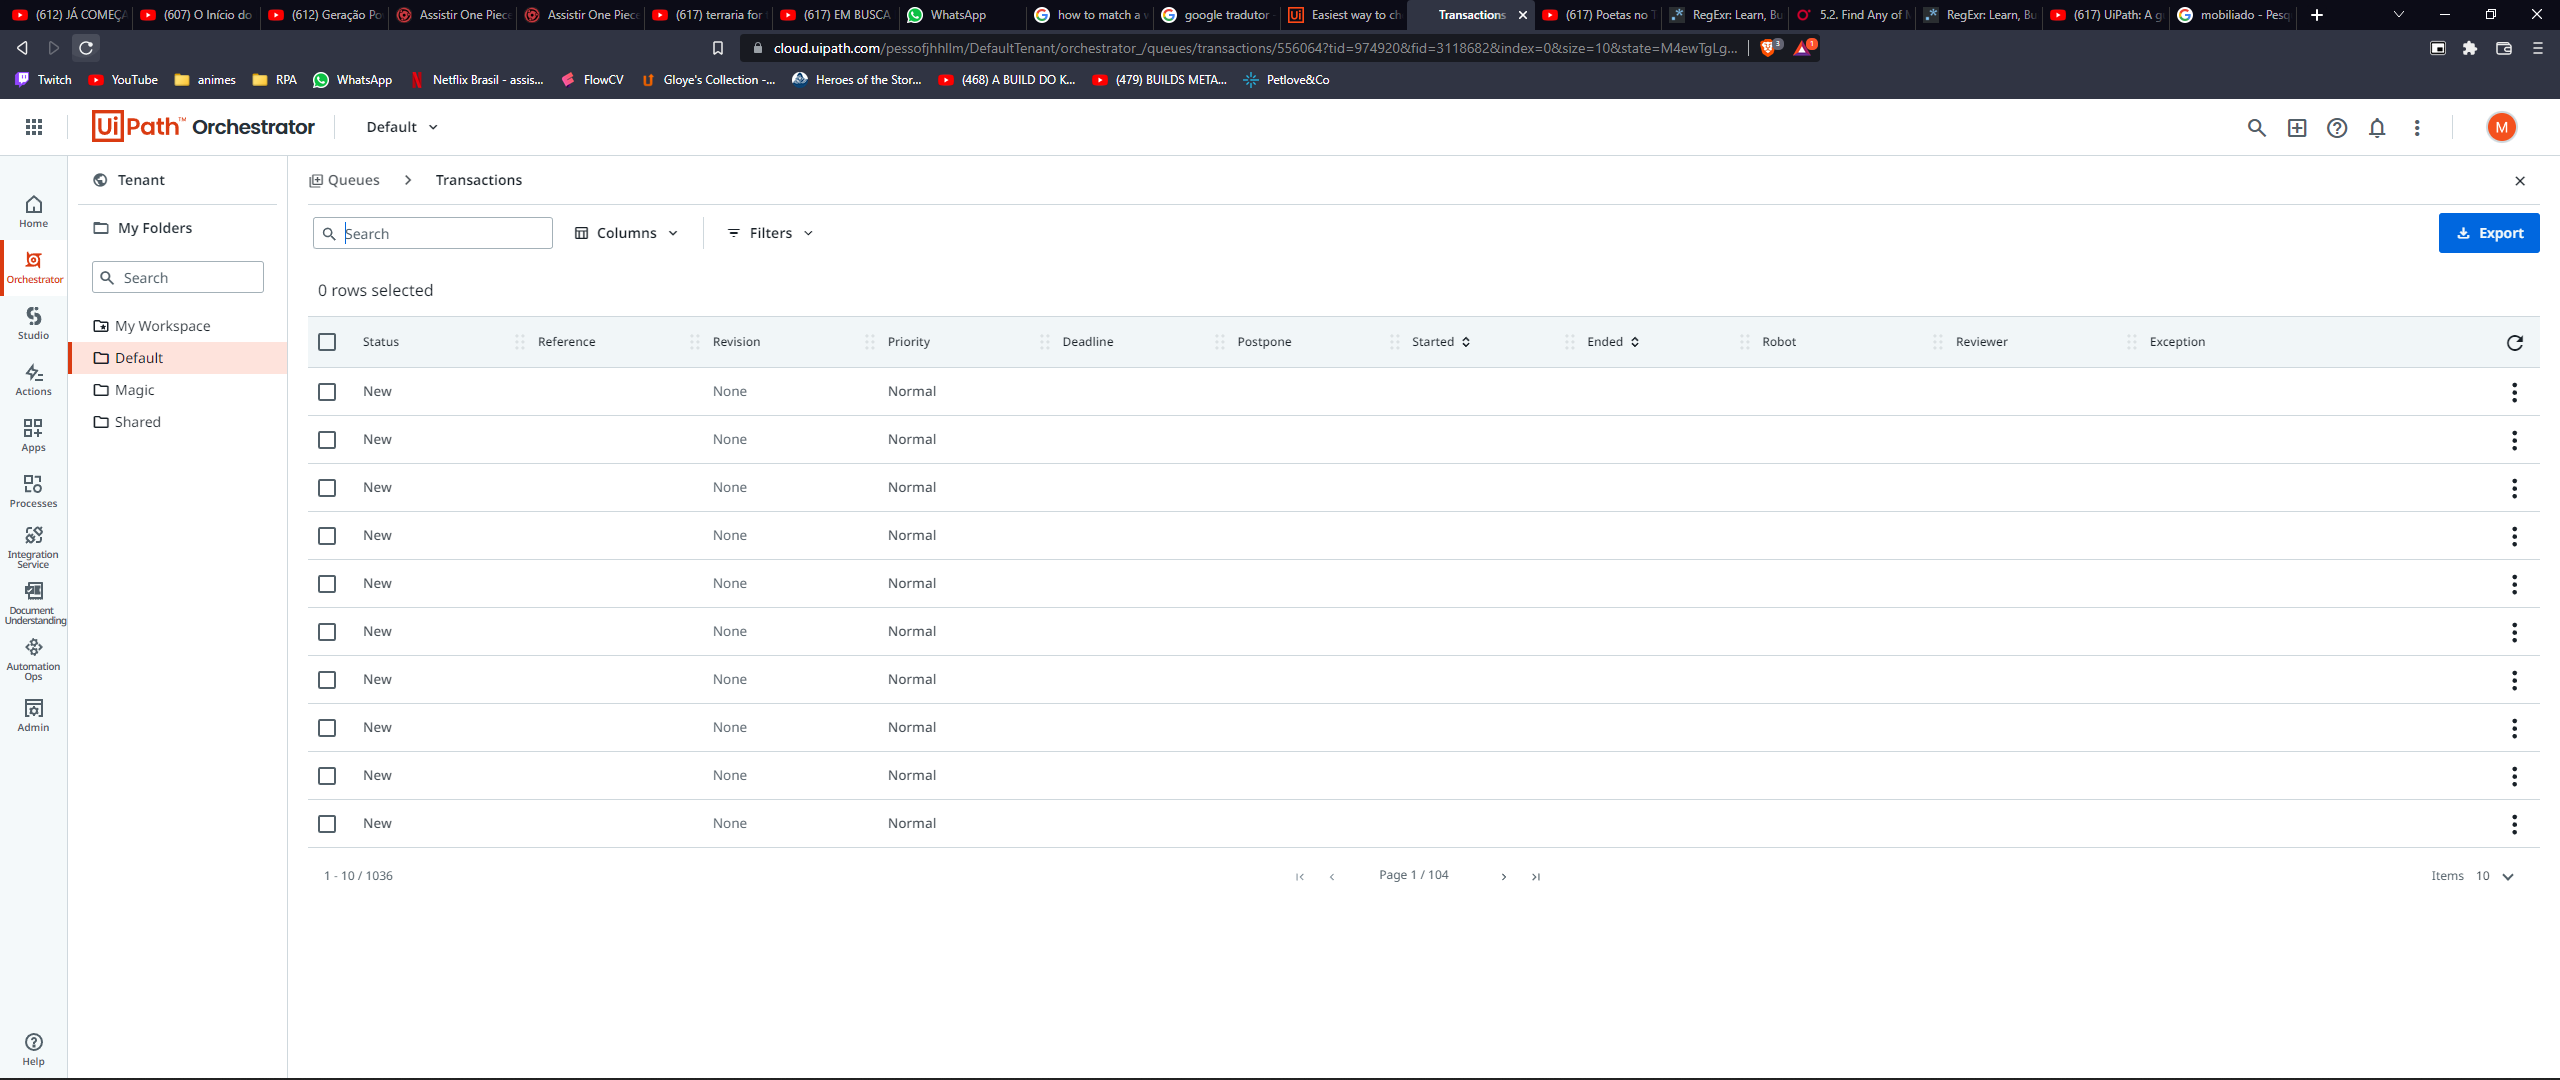 (612) JÁ COMEÇA
(607) O Início do
(612) Geração Po
Assistir One Piece
Assistir One Piece
(617) terraria for
(617) EM BUSCA
WhatsApp
how to match a w
google tradutor
Easiest way to ch
Transactions
(617) Poetas no T
RegExr: Learn, Bu
5.2. Find Any of M
RegExr: Learn, Bu
(617) UiPath: A g
mobiliado - Pesq
cloud.uipath.com/pessofjhhllm/DefaultTenant/orchestrator_/queues/transactions/556064?tid=974920&fid=3118682&index=0&size=10&state=M4ewTgLg...
3
1
Twitch
YouTube
animes
RPA
WhatsApp
Netflix Brasil - assis...
FlowCV
Gloye's Collection -...
Heroes of the Stor...
(468) A BUILD DO K...
(479) BUILDS META...
Petlove&Co
UiPath™ Orchestrator
Default
M
Home
Orchestrator
Studio
Actions
Apps
Processes
Integration
Service
Document
Understanding
Automation
Ops
Admin
Help
Tenant
My Folders
Search
My Workspace
Default
Magic
Shared
Queues > Transactions
Search
Columns
Filters
Export
0 rows selected
Status Reference Revision Priority Deadline Postpone Started Ended Robot Reviewer Exception
New None Normal
New None Normal
New None Normal
New None Normal
New None Normal
New None Normal
New None Normal
New None Normal
New None Normal
New None Normal
1 - 10 / 1036
Page 1 / 104
Items 10